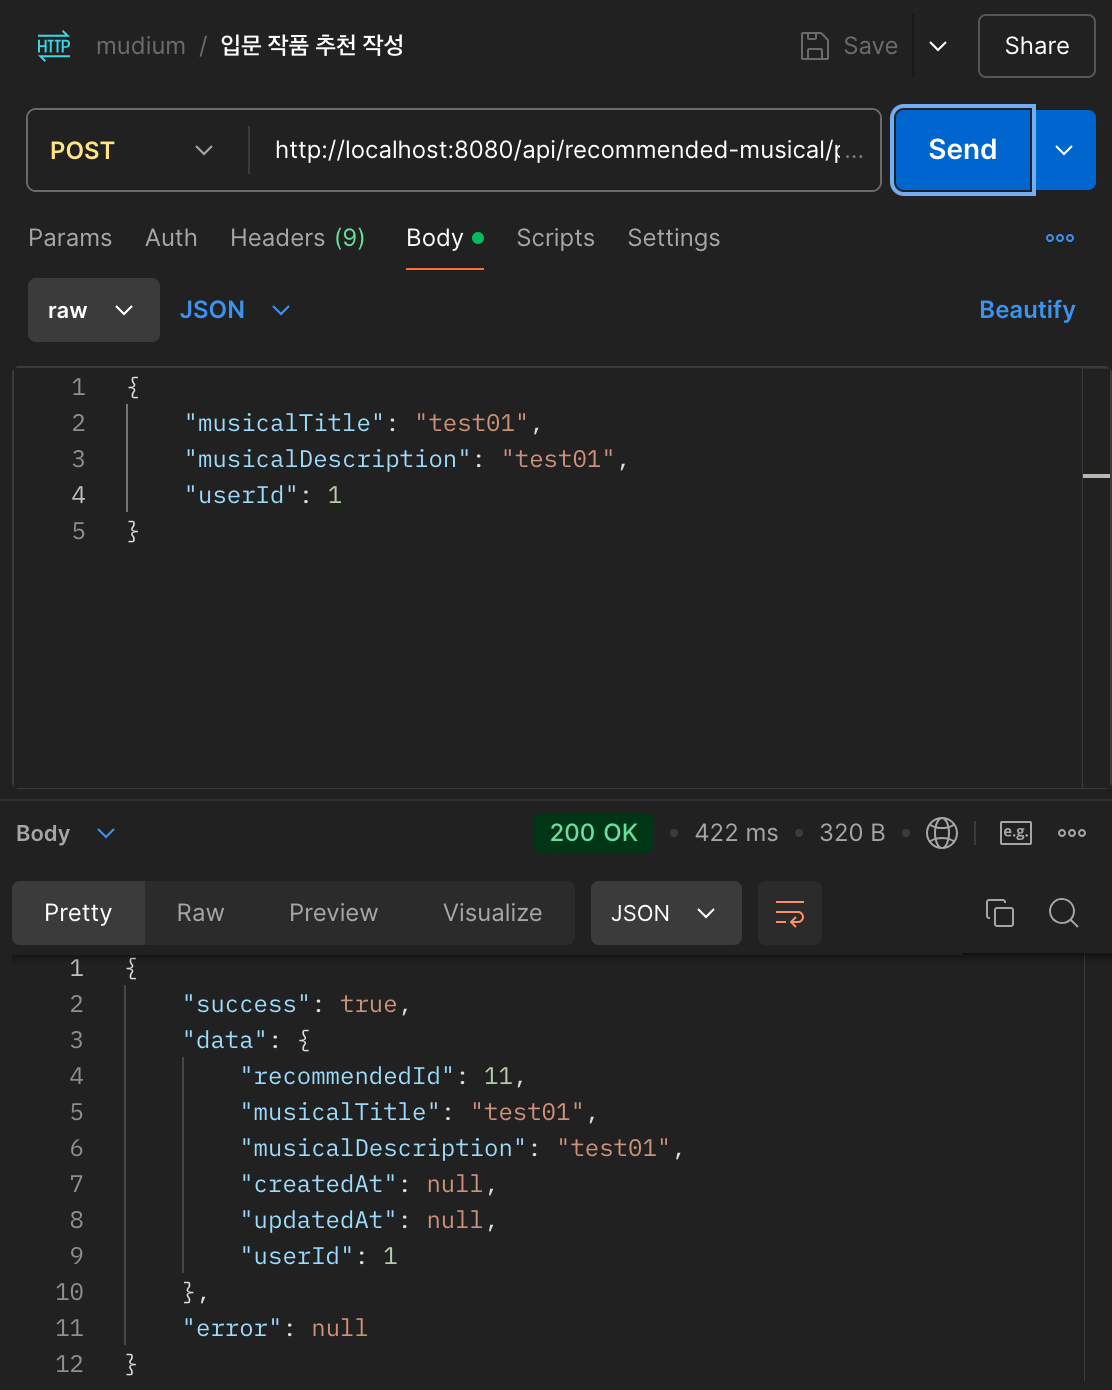 HTTP mudium / 입문 작품 추천 작성 Save Share
POST http://localhost:8080/api/recommended-musical/p... Send
Params Auth Headers (9) Body Scripts Settings
raw JSON Beautify
1 {
2 "musicalTitle": "test01",
3 "musicalDescription": "test01",
4 "userId": 1
5 }
Body 200 OK 422 ms 320 B e.g.
Pretty Raw Preview Visualize JSON
1 {
2 "success": true,
3 "data": {
4 "recommendedId": 11,
5 "musicalTitle": "test01",
6 "musicalDescription": "test01",
7 "createdAt": null,
8 "updatedAt": null,
9 "userId": 1
10 },
11 "error": null
12 }